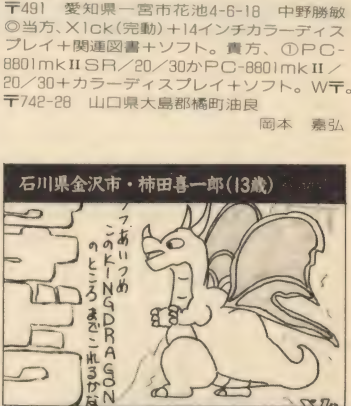 〒491 愛知県一宮市花池4-6-18 中野勝敏
◎当方、X1ck(完動)+14インチカラーディス
プレイ+関連図書+ソフト。貴方、①PC-
8801mkⅡSR/20/30かPC-8801mkⅡ/
20/30+カラーディスプレイ+ソフト。W〒。
〒742-28 山口県大島郡橘町油良
岡本 嘉弘
石川県金沢市・柿田喜一郎(13歳)
フフあいつめ
このKINGDRAGON
のところまでこれるかな